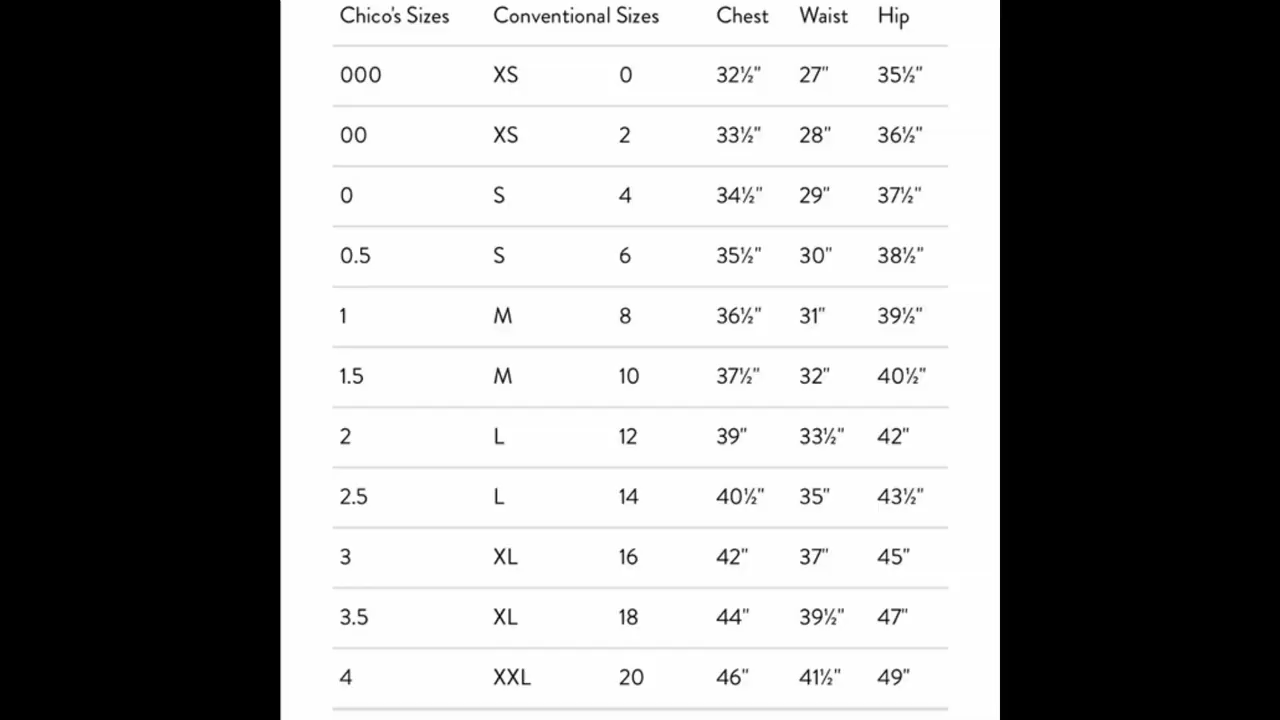 Chico's Sizes Conventional Sizes Chest Waist Hip
000 XS 0 32½" 27" 35½"
00 XS 2 33½" 28" 36½"
0 S 4 34½" 29" 37½"
0.5 S 6 35½" 30" 38½"
1 M 8 36½" 31" 39½"
1.5 M 10 37½" 32" 40½"
2 L 12 39" 33½" 42"
2.5 L 14 40½" 35" 43½"
3 XL 16 42" 37" 45"
3.5 XL 18 44" 39½" 47"
4 XXL 20 46" 41½" 49"